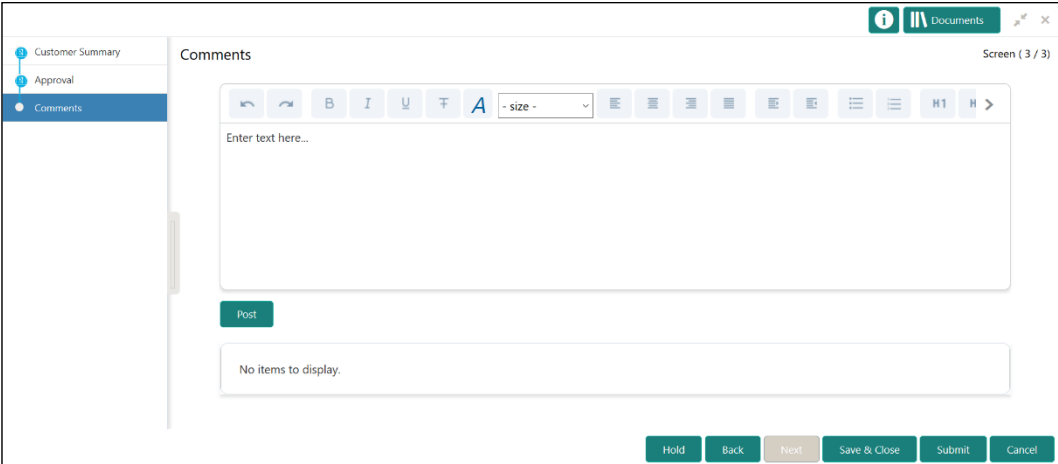 Documents
Customer Summary
Approval
Comments
Comments
Screen ( 3 / 3)
B I U T A - size - H1 H
Enter text here...
Post
No items to display.
Hold Back Next Save & Close Submit Cancel